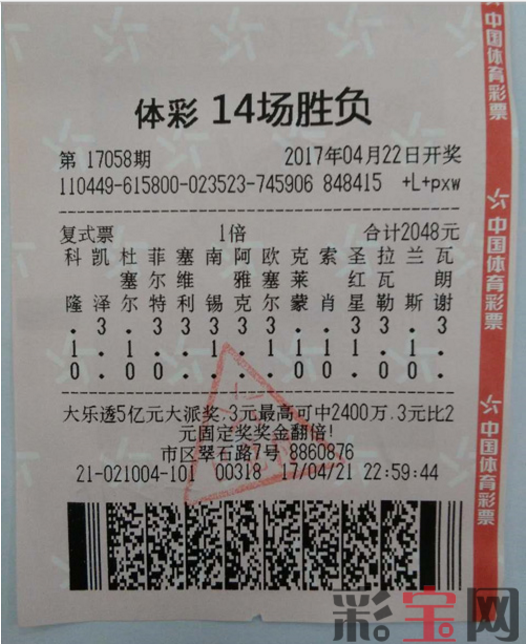 体彩 14场胜负
第 17058期 2017年04月22日开奖
110449-615800-023523-745906 848415 +L+pxw
复式票 1倍 合计2048元
科 凯 杜 菲 塞 南 阿 欧 克 索 圣 拉 兰 瓦
塞 尔 维 雅 塞 莱 红 瓦 朗
隆 泽 尔 特 利 锡 克 尔 蒙 肖 星 勒 斯 谢
. 3 . 3 3 3 3 3 . . 3 3 . 3
1 . 1 . . 1 . 1 1 1 1 . 1 .
0 0 0 . . . . . 0 0 . 0 0 .
大乐透5亿元大派奖.3元最高可中2400万.3元比2
元固定奖奖金翻倍!
市区翠石路7号 8860876
21-021004-101 00318 17/04/21 22:59:44
中国体育彩票
中国体育彩票
中国体育彩票
彩宝网